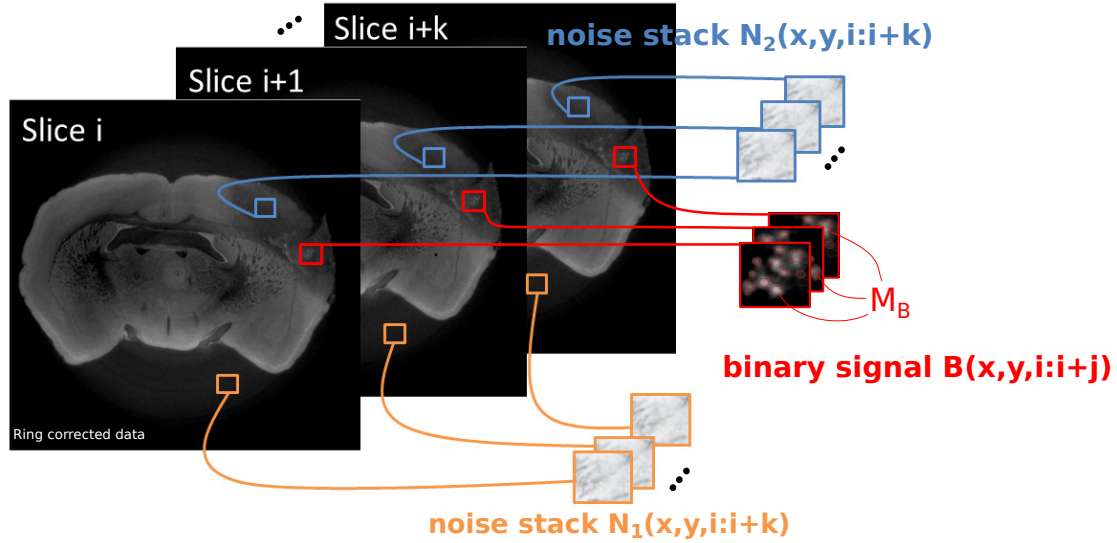 Slice i+k
noise stack N₂(x,y,i:i+k)
Slice i+1
Slice i
M_B
binary signal B(x,y,i:i+j)
Ring corrected data
noise stack N₁(x,y,i:i+k)